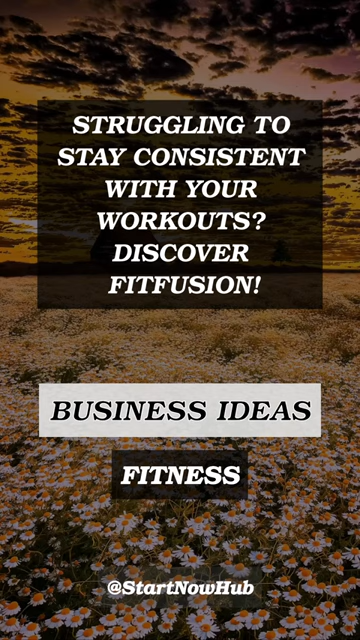 STRUGGLING TO
STAY CONSISTENT
WITH YOUR
WORKOUTS?
DISCOVER
FITFUSION!
BUSINESS IDEAS
FITNESS
@StartNowHub